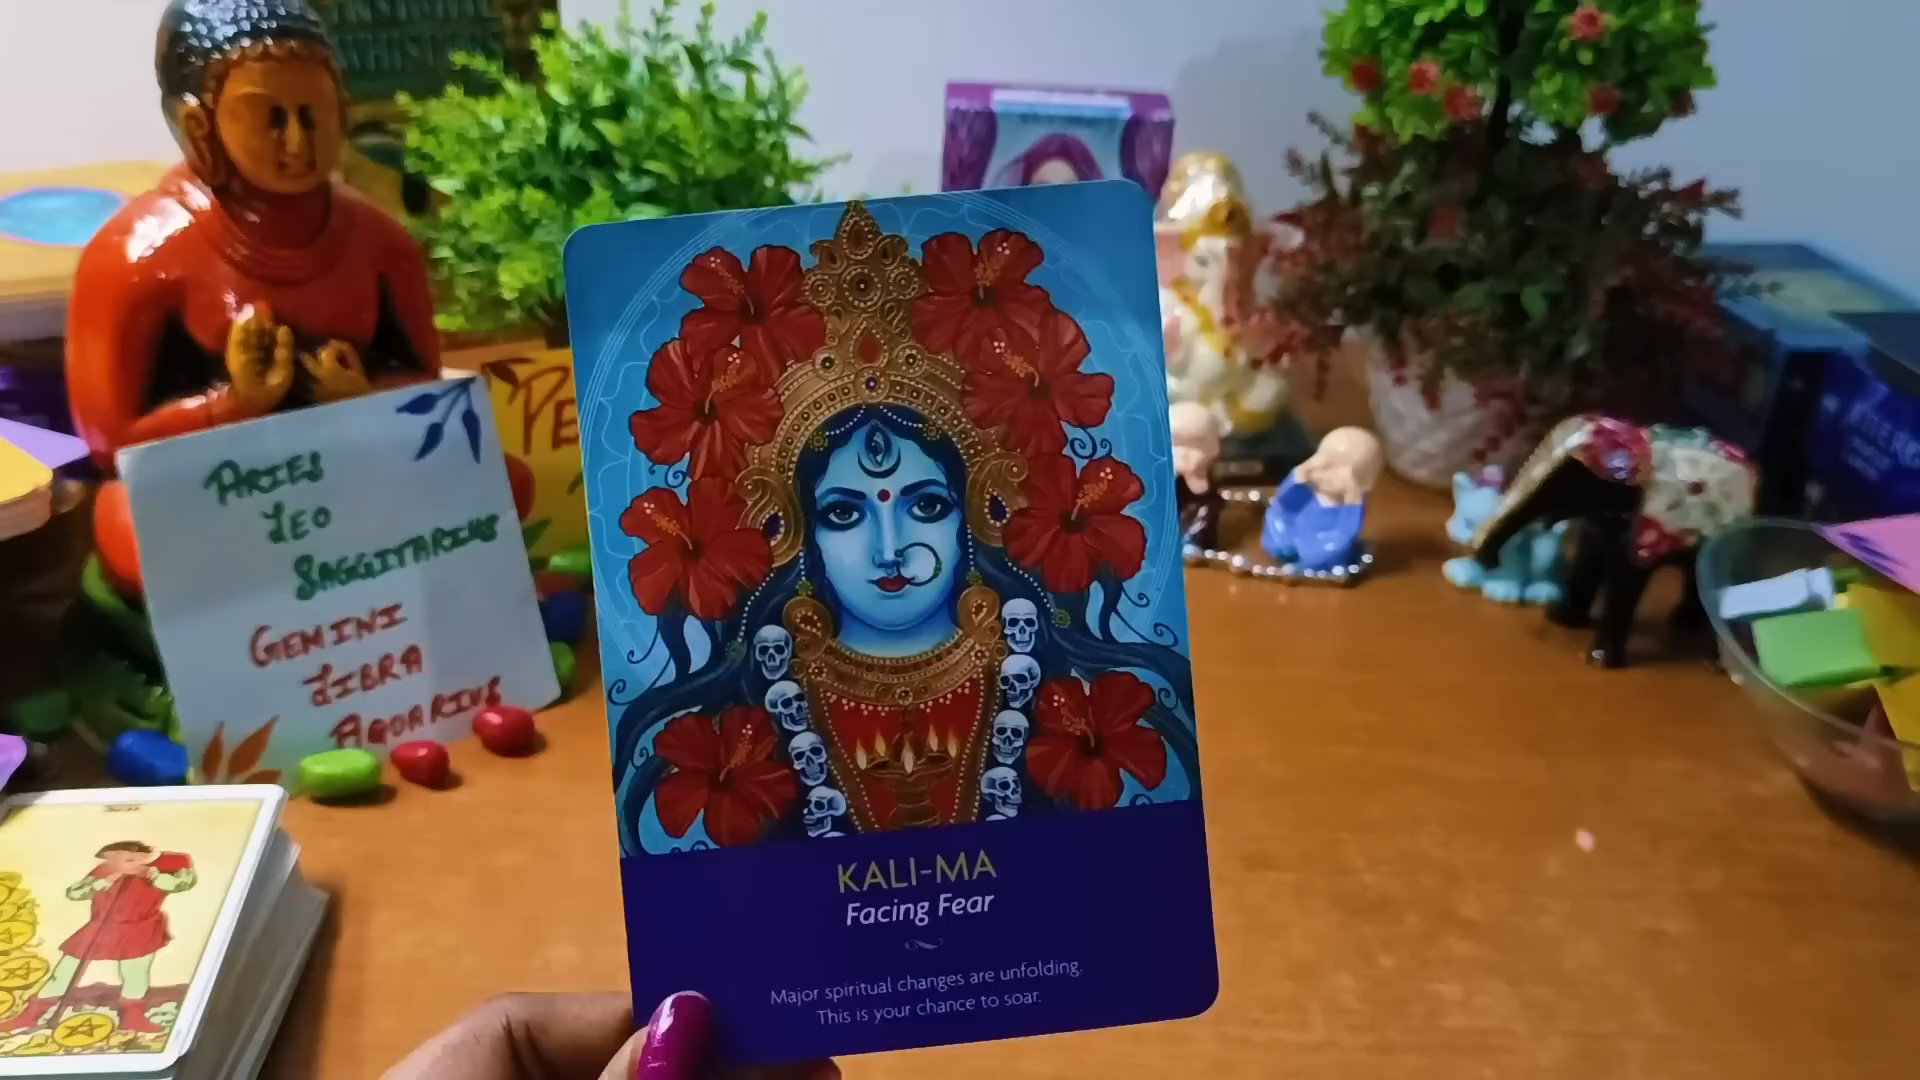 ARIES
LEO
SAGGITARIUS
GEMINI
LIBRA
AQUARIUS
PE
KALI-MA
Facing Fear
Major spiritual changes are unfolding.
This is your chance to soar.